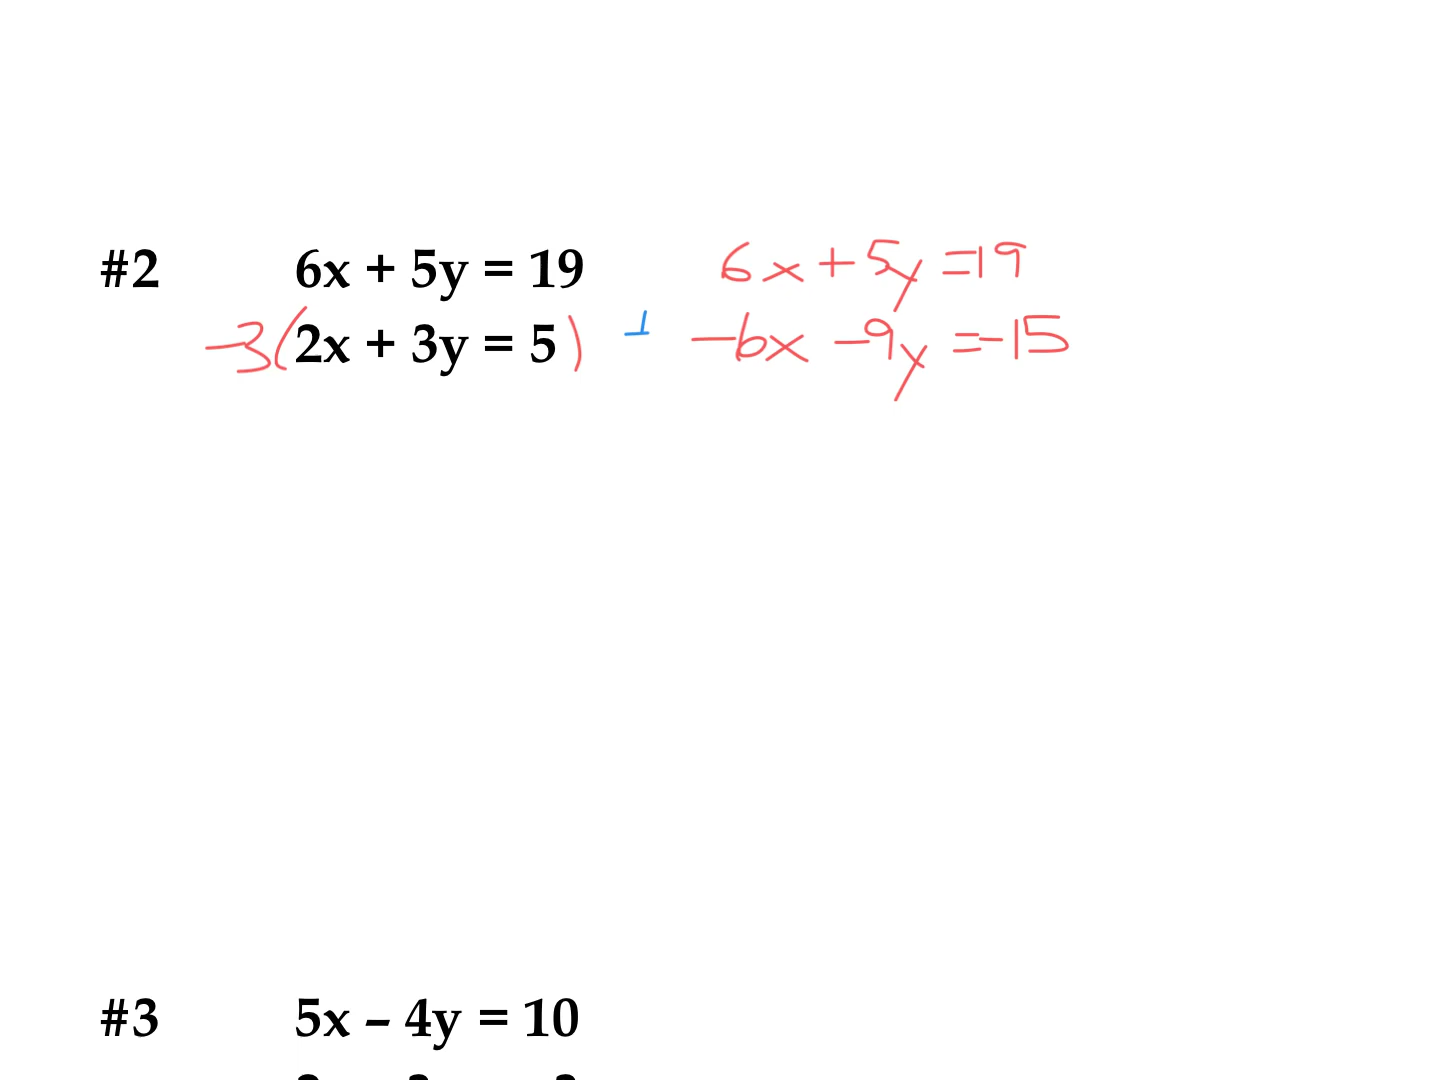 #2 6x + 5y = 19 6x + 5y = 19
-3( 2x + 3y = 5 ) -6x - 9y = -15
#3 5x – 4y = 10